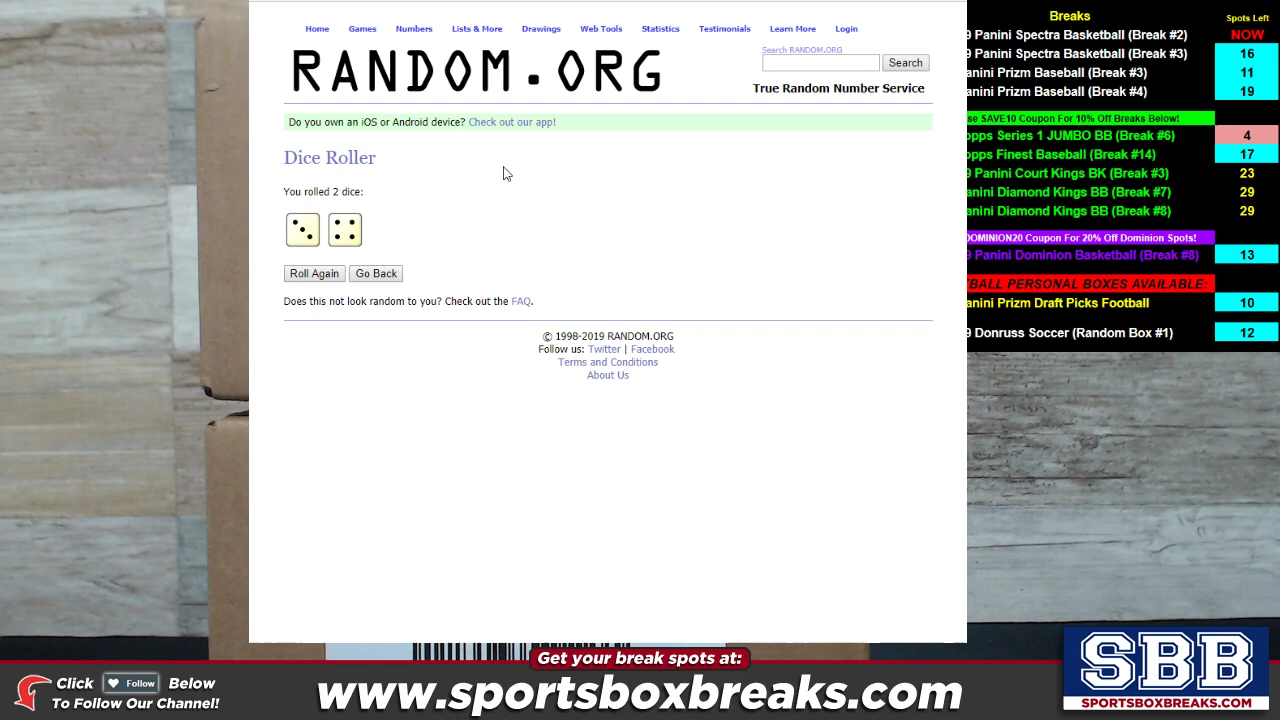 Home Games Numbers Lists & More Drawings Web Tools Statistics Testimonials Learn More Login
RANDOM.ORG
Search RANDOM.ORG
Search
True Random Number Service
Do you own an iOS or Android device? Check out our app!
Dice Roller
You rolled 2 dice:
Roll Again Go Back
Does this not look random to you? Check out the FAQ.
© 1998-2019 RANDOM.ORG
Follow us: Twitter | Facebook
Terms and Conditions
About Us
Breaks Spots Left
9 Panini Spectra Basketball (Break #2) NOW
9 Panini Spectra Basketball (Break #3) 16
anini Prizm Baseball (Break #3) 11
anini Prizm Baseball (Break #4) 19
se SAVE10 Coupon For 10% Off Breaks Below!
opps Series 1 JUMBO BB (Break #6) 4
opps Finest Baseball (Break #14) 17
9 Panini Court Kings BK (Break #3) 23
anini Diamond Kings BB (Break #7) 29
anini Diamond Kings BB (Break #8) 29
DOMINION20 Coupon For 20% Off Dominion Spots!
9 Panini Dominion Basketball (Break #8) 13
TBALL PERSONAL BOXES AVAILABLE:
anini Prizm Draft Picks Football 10
9 Donruss Soccer (Random Box #1) 12
Get your break spots at:
www.sportsboxbreaks.com
Click Follow Below
To Follow Our Channel!
SBB
SPORTSBOXBREAKS.COM